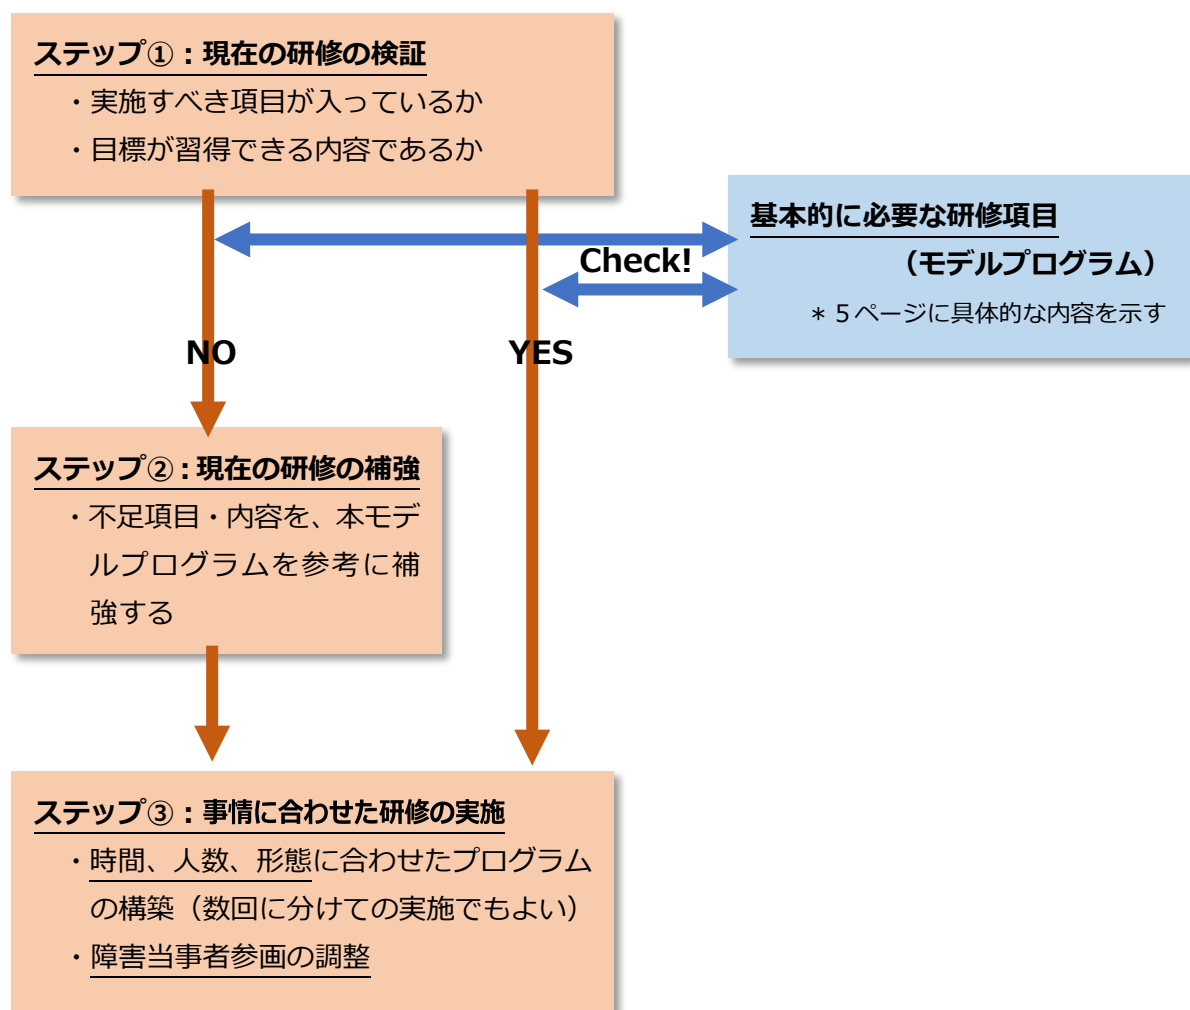 ステップ①：現在の研修の検証
・実施すべき項目が入っているか
・目標が習得できる内容であるか
基本的に必要な研修項目
（モデルプログラム）
＊５ページに具体的な内容を示す
Check!
NO
YES
ステップ②：現在の研修の補強
・不足項目・内容を、本モデ
ルプログラムを参考に補
強する
ステップ③：事情に合わせた研修の実施
・時間、人数、形態に合わせたプログラム
の構築（数回に分けての実施でもよい）
・障害当事者参画の調整